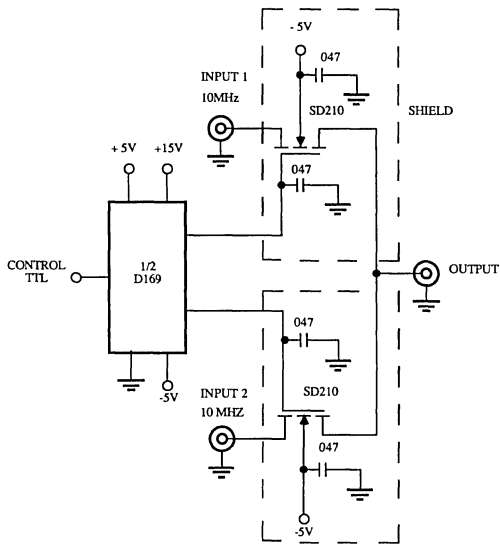 - 5V
047
INPUT 1
10MHz
SD210
SHIELD
+ 5V
+15V
047
CONTROL
TTL
1/2
D169
OUTPUT
047
-5V
INPUT 2
10 MHZ
SD210
047
-5V